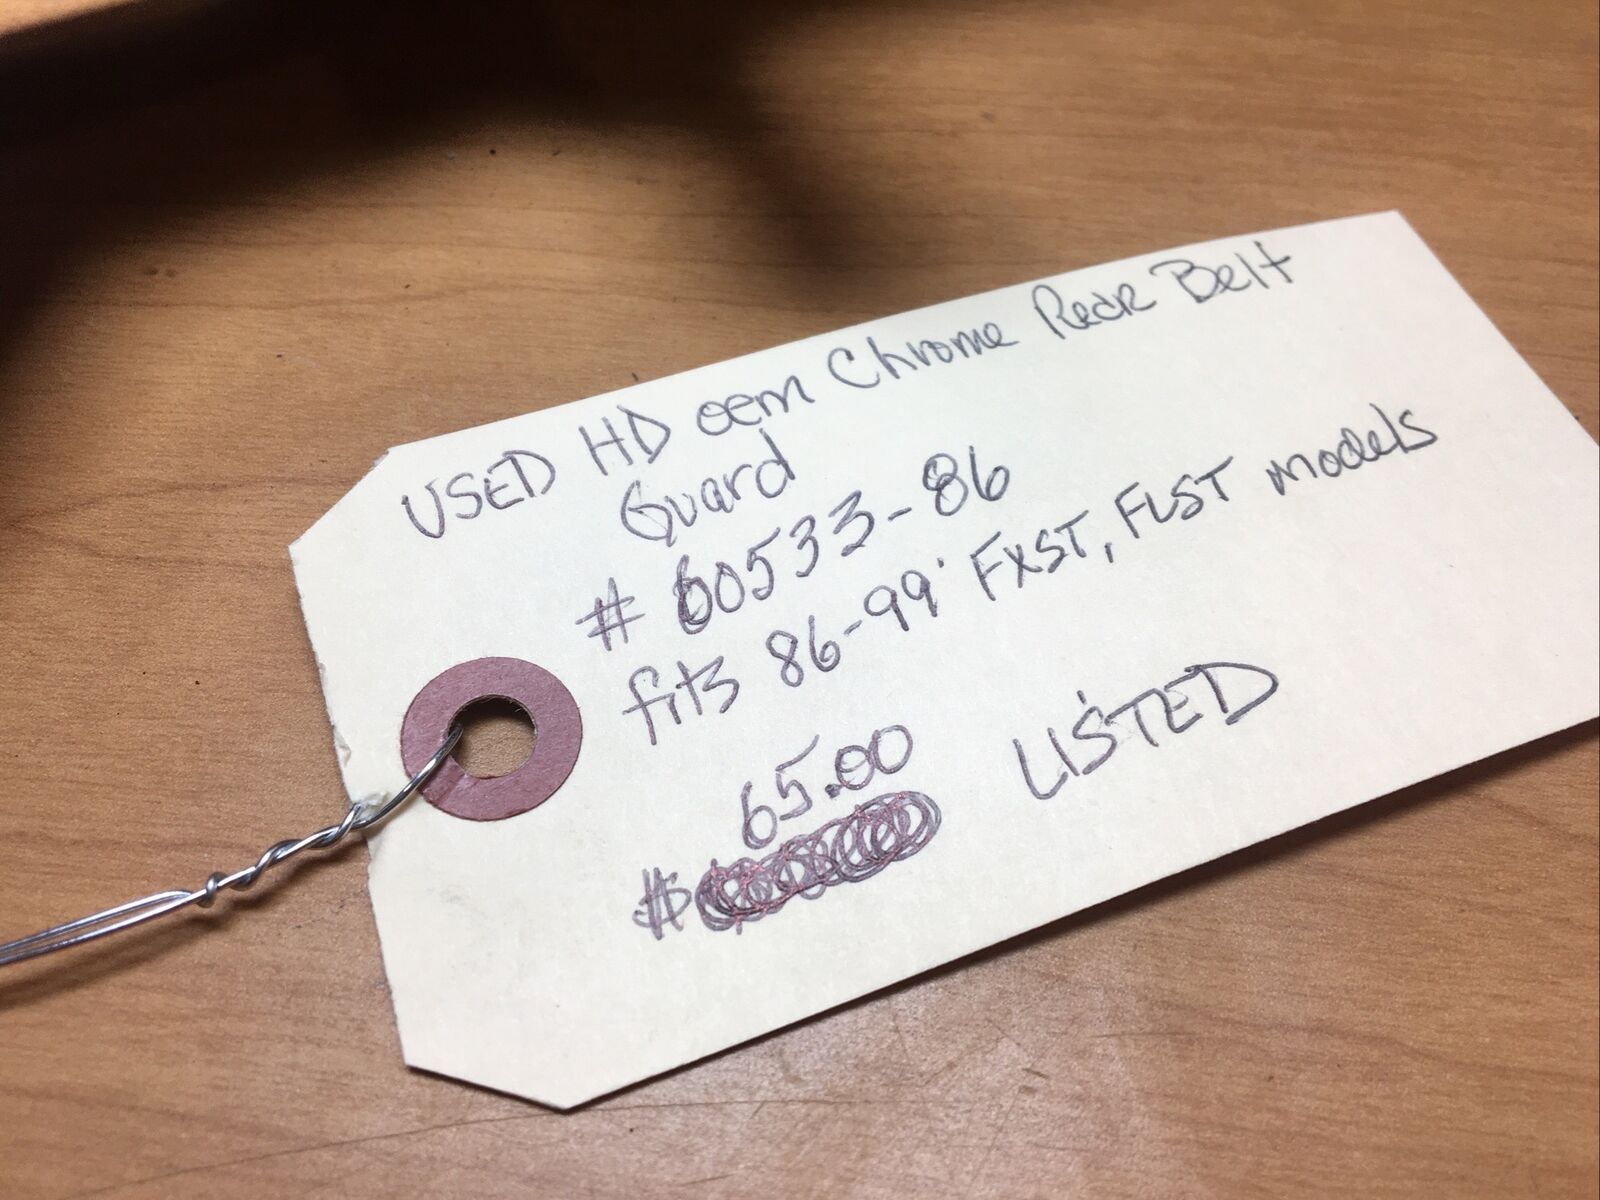 USED HD oem Chrome Rear Belt
Guard
# 60533-86
fits 86-99' FXST, FLST models
65.00 LISTED
$